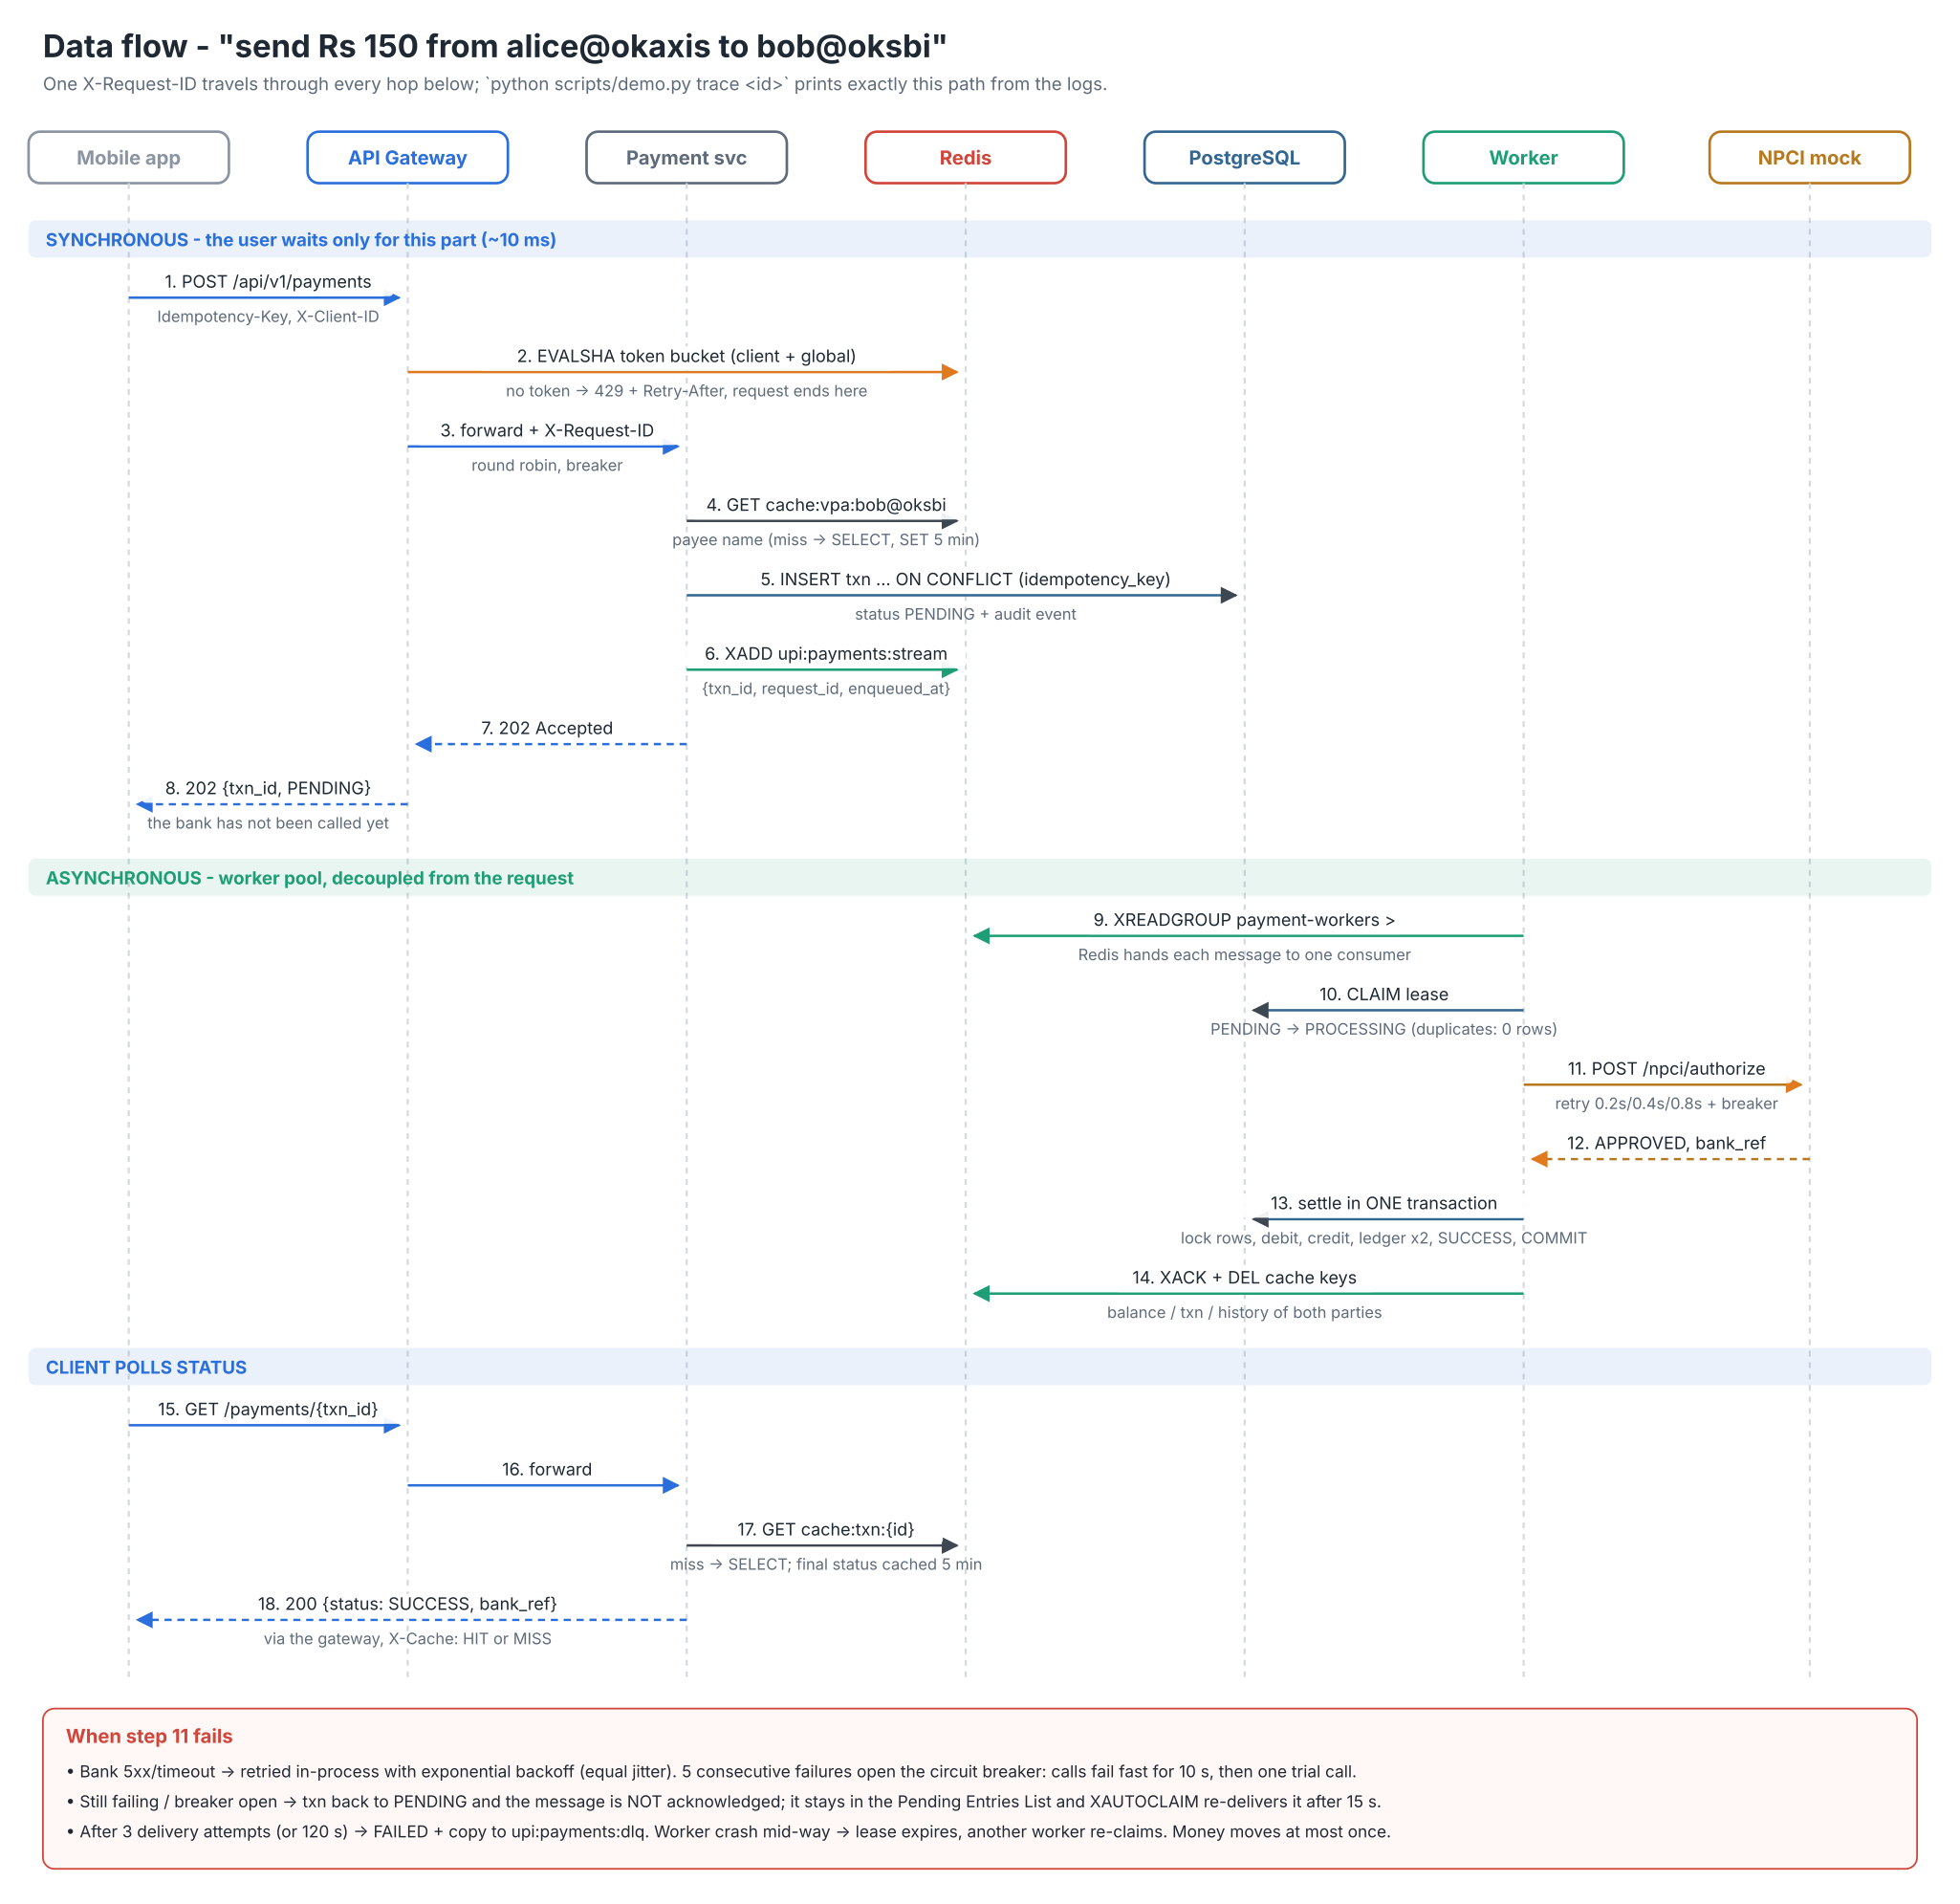 Data flow - "send Rs 150 from alice@okaxis to bob@oksbi"
One X-Request-ID travels through every hop below; `python scripts/demo.py trace <id>` prints exactly this path from the logs.
Mobile app
API Gateway
Payment svc
Redis
PostgreSQL
Worker
NPCI mock
SYNCHRONOUS - the user waits only for this part (~10 ms)
1. POST /api/v1/payments
Idempotency-Key, X-Client-ID
2. EVALSHA token bucket (client + global)
no token → 429 + Retry-After, request ends here
3. forward + X-Request-ID
round robin, breaker
4. GET cache:vpa:bob@oksbi
payee name (miss → SELECT, SET 5 min)
5. INSERT txn ... ON CONFLICT (idempotency_key)
status PENDING + audit event
6. XADD upi:payments:stream
{txn_id, request_id, enqueued_at}
7. 202 Accepted
8. 202 {txn_id, PENDING}
the bank has not been called yet
ASYNCHRONOUS - worker pool, decoupled from the request
9. XREADGROUP payment-workers >
Redis hands each message to one consumer
10. CLAIM lease
PENDING → PROCESSING (duplicates: 0 rows)
11. POST /npci/authorize
retry 0.2s/0.4s/0.8s + breaker
12. APPROVED, bank_ref
13. settle in ONE transaction
lock rows, debit, credit, ledger x2, SUCCESS, COMMIT
14. XACK + DEL cache keys
balance / txn / history of both parties
CLIENT POLLS STATUS
15. GET /payments/{txn_id}
16. forward
17. GET cache:txn:{id}
miss → SELECT; final status cached 5 min
18. 200 {status: SUCCESS, bank_ref}
via the gateway, X-Cache: HIT or MISS
When step 11 fails
• Bank 5xx/timeout → retried in-process with exponential backoff (equal jitter). 5 consecutive failures open the circuit breaker: calls fail fast for 10 s, then one trial call.
• Still failing / breaker open → txn back to PENDING and the message is NOT acknowledged; it stays in the Pending Entries List and XAUTOCLAIM re-delivers it after 15 s.
• After 3 delivery attempts (or 120 s) → FAILED + copy to upi:payments:dlq. Worker crash mid-way → lease expires, another worker re-claims. Money moves at most once.